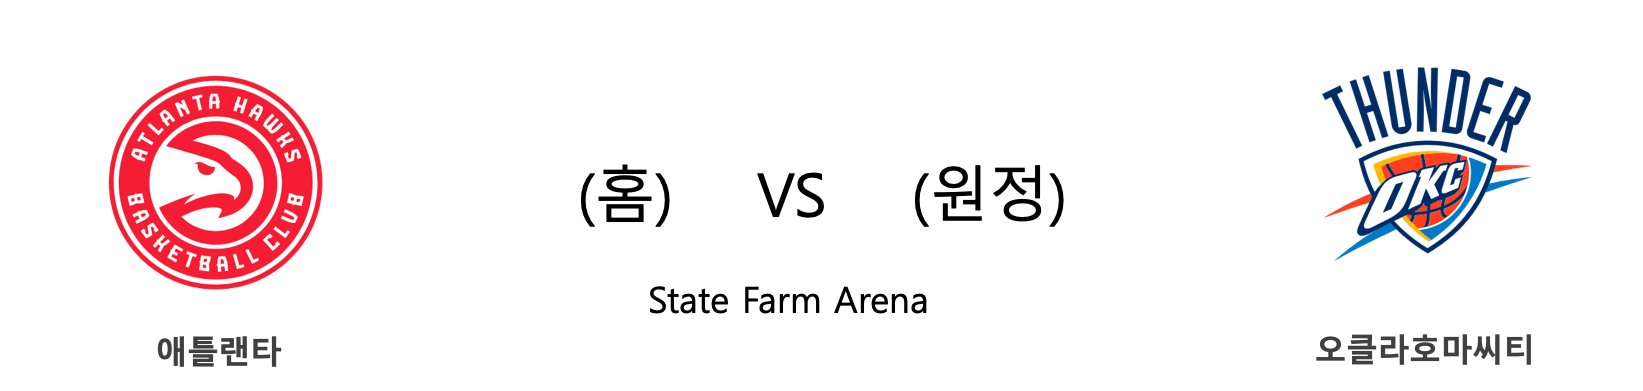 ATLANTA HAWKS
BASKETBALL CLUB
애틀랜타
(홈) VS (원정)
State Farm Arena
THUNDER
OKC
오클라호마씨티